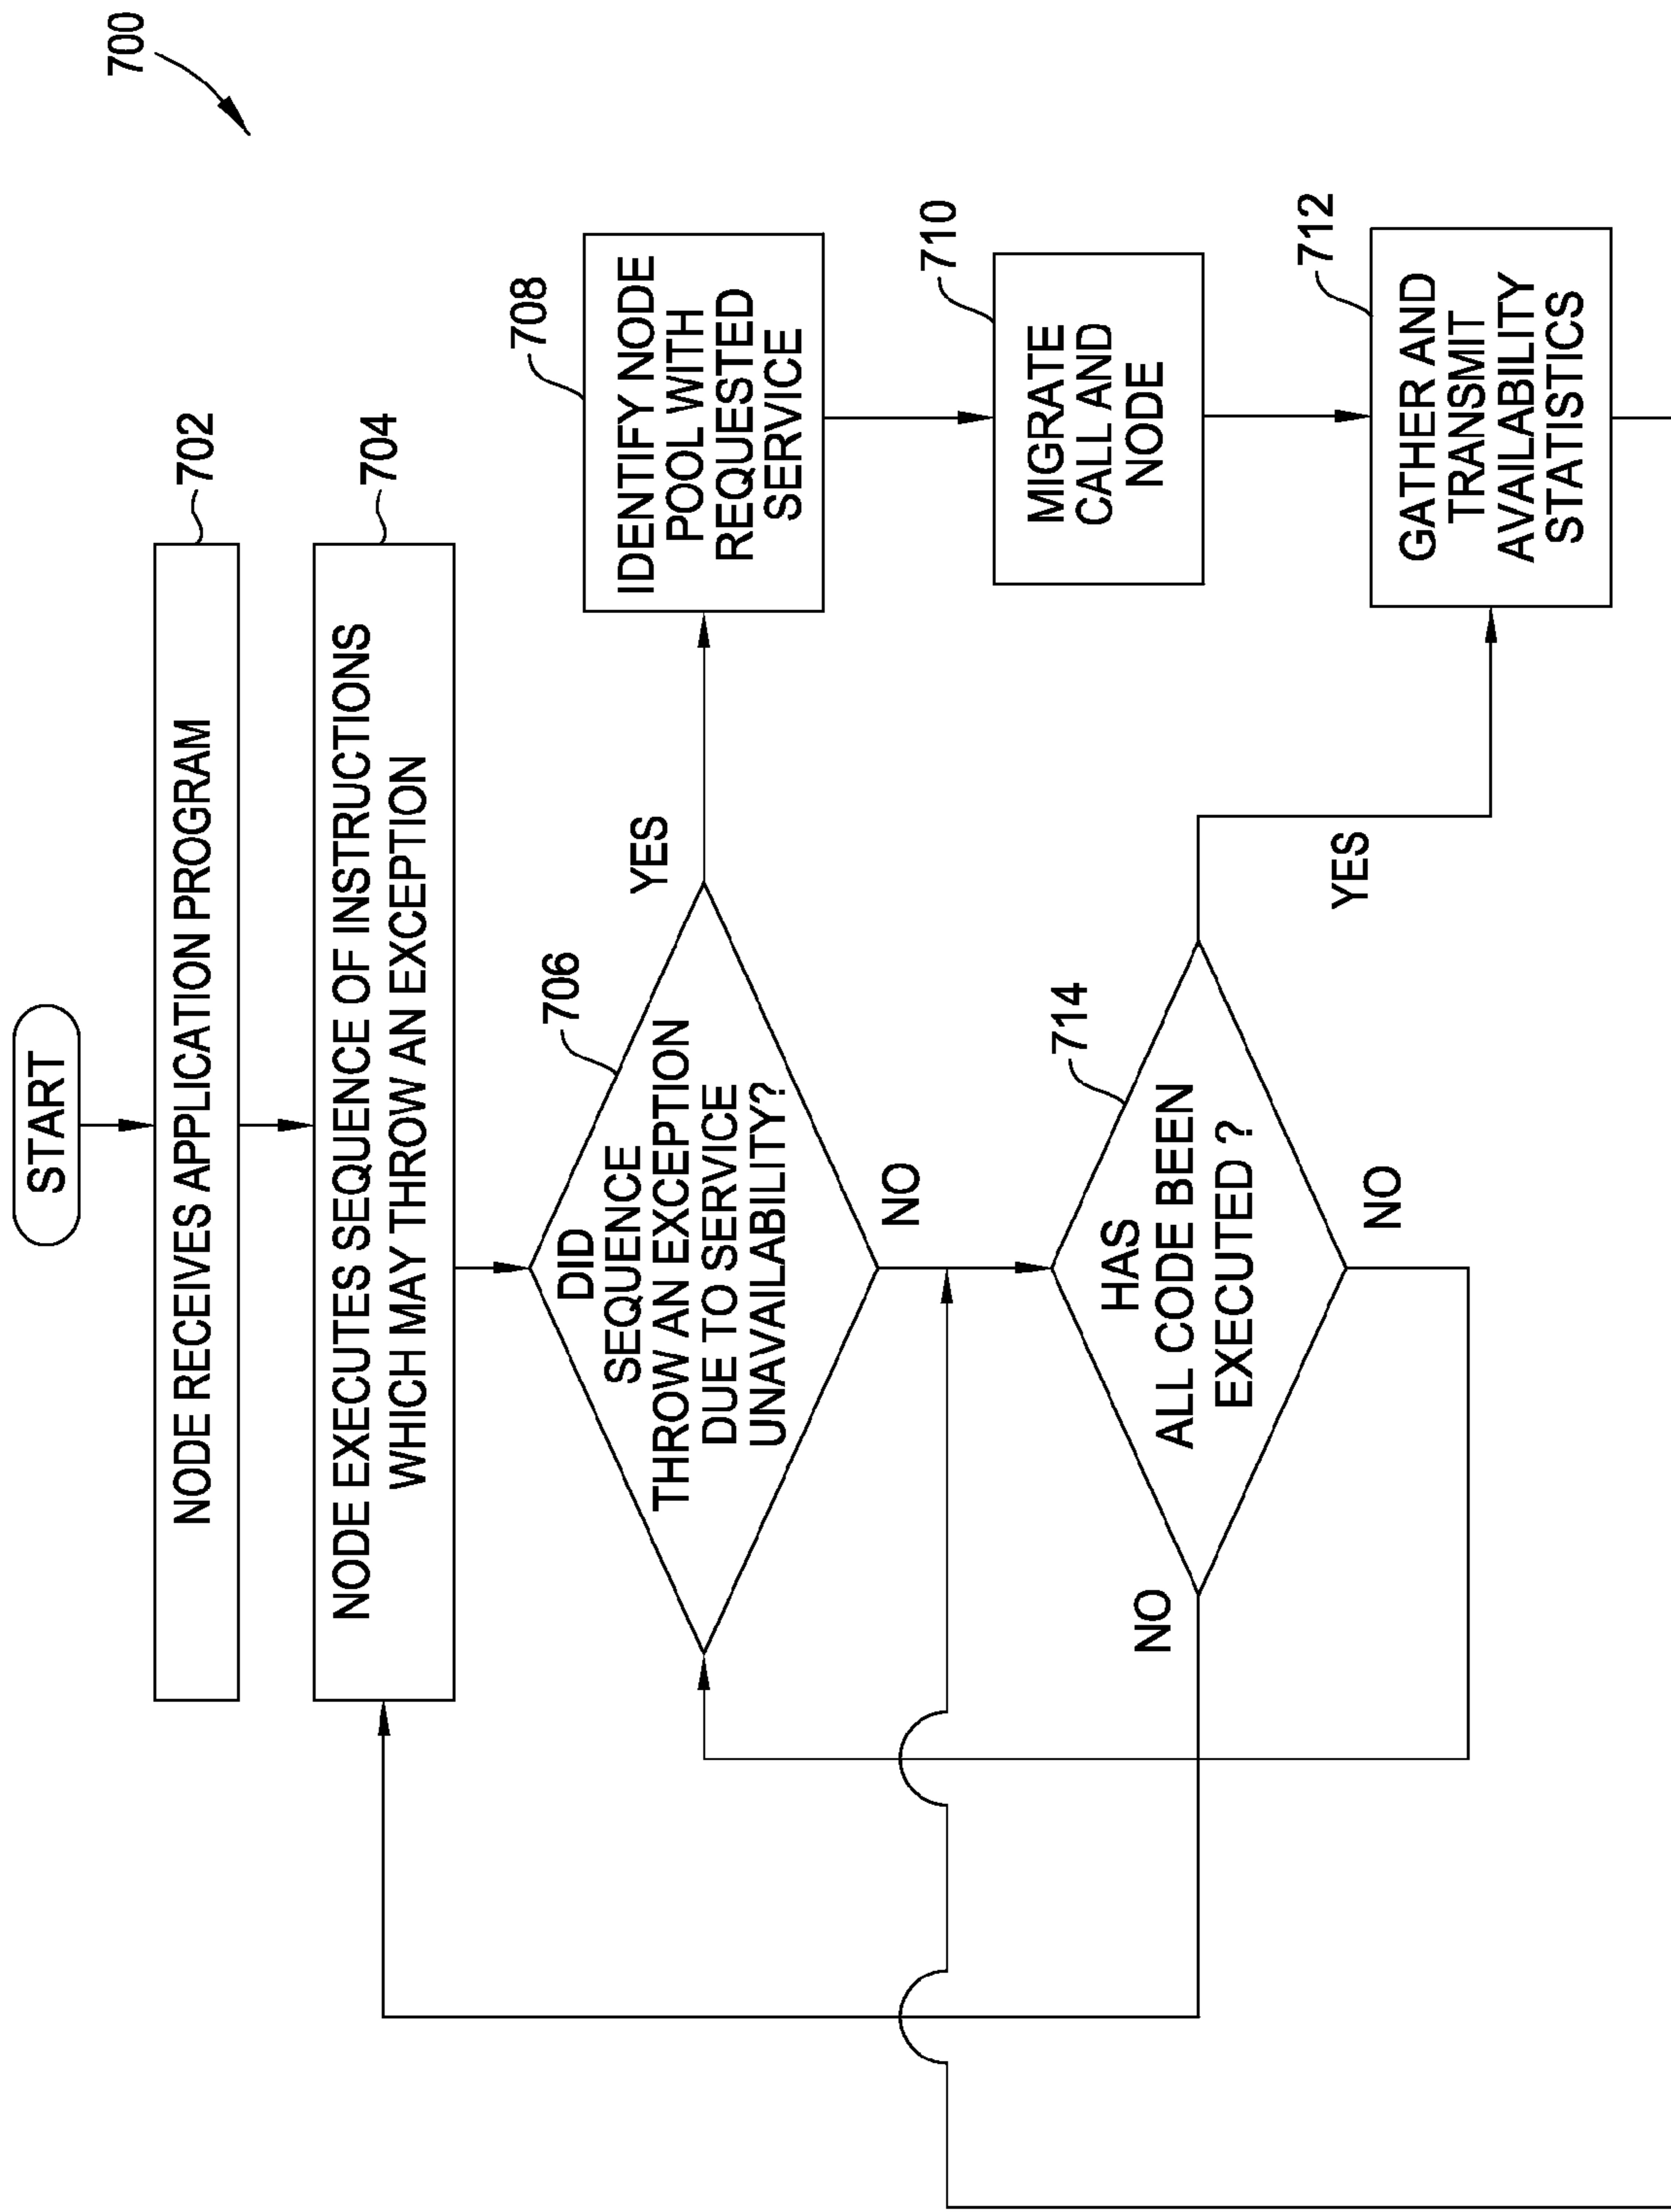 700
START
NODE RECEIVES APPLICATION PROGRAM
702
NODE EXECUTES SEQUENCE OF INSTRUCTIONS
WHICH MAY THROW AN EXCEPTION
704
DID
SEQUENCE
THROW AN EXCEPTION
DUE TO SERVICE
UNAVAILABILITY?
706
YES
NO
IDENTIFY NODE
POOL WITH
REQUESTED
SERVICE
708
MIGRATE
CALL AND
NODE
710
HAS
ALL CODE BEEN
EXECUTED ?
714
NO
YES
NO
GATHER AND
TRANSMIT
AVAILABILITY
STATISTICS
712